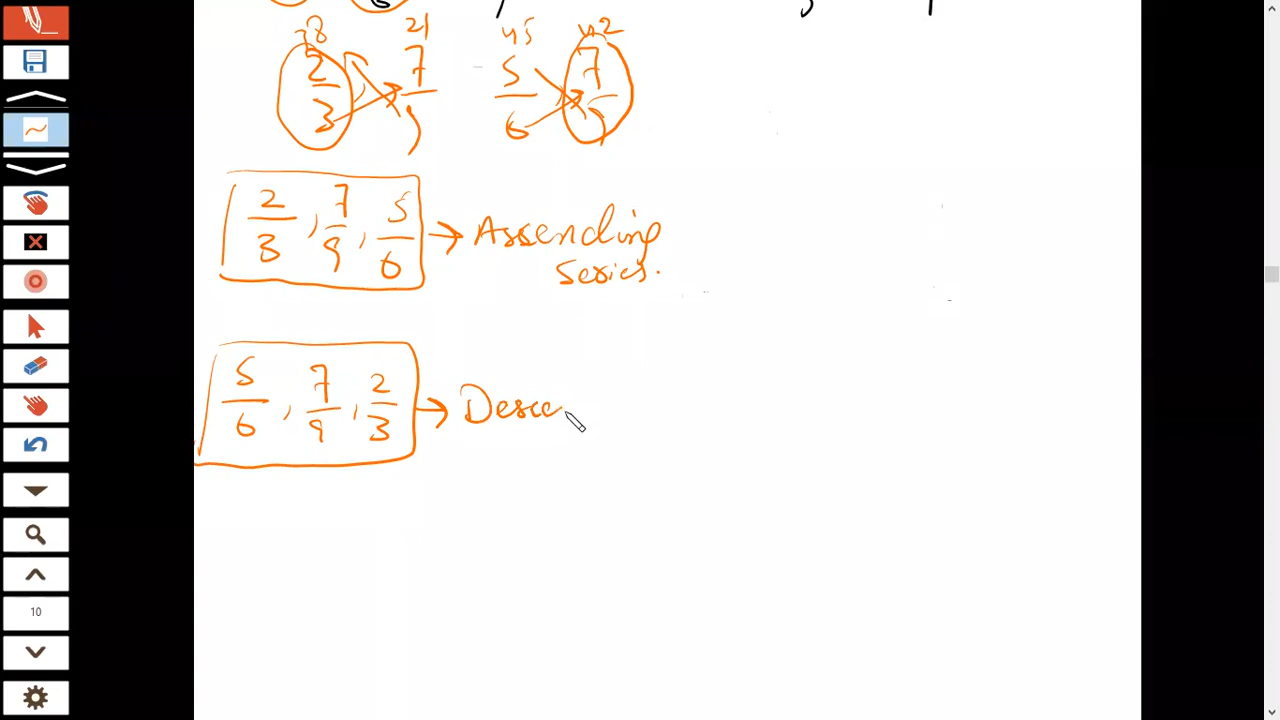 21 45 42
2/3 7/9 5/6 7/9
2/3, 7/9, 5/6 → Assending
series.
5/6, 7/9, 2/3 → Desce
10